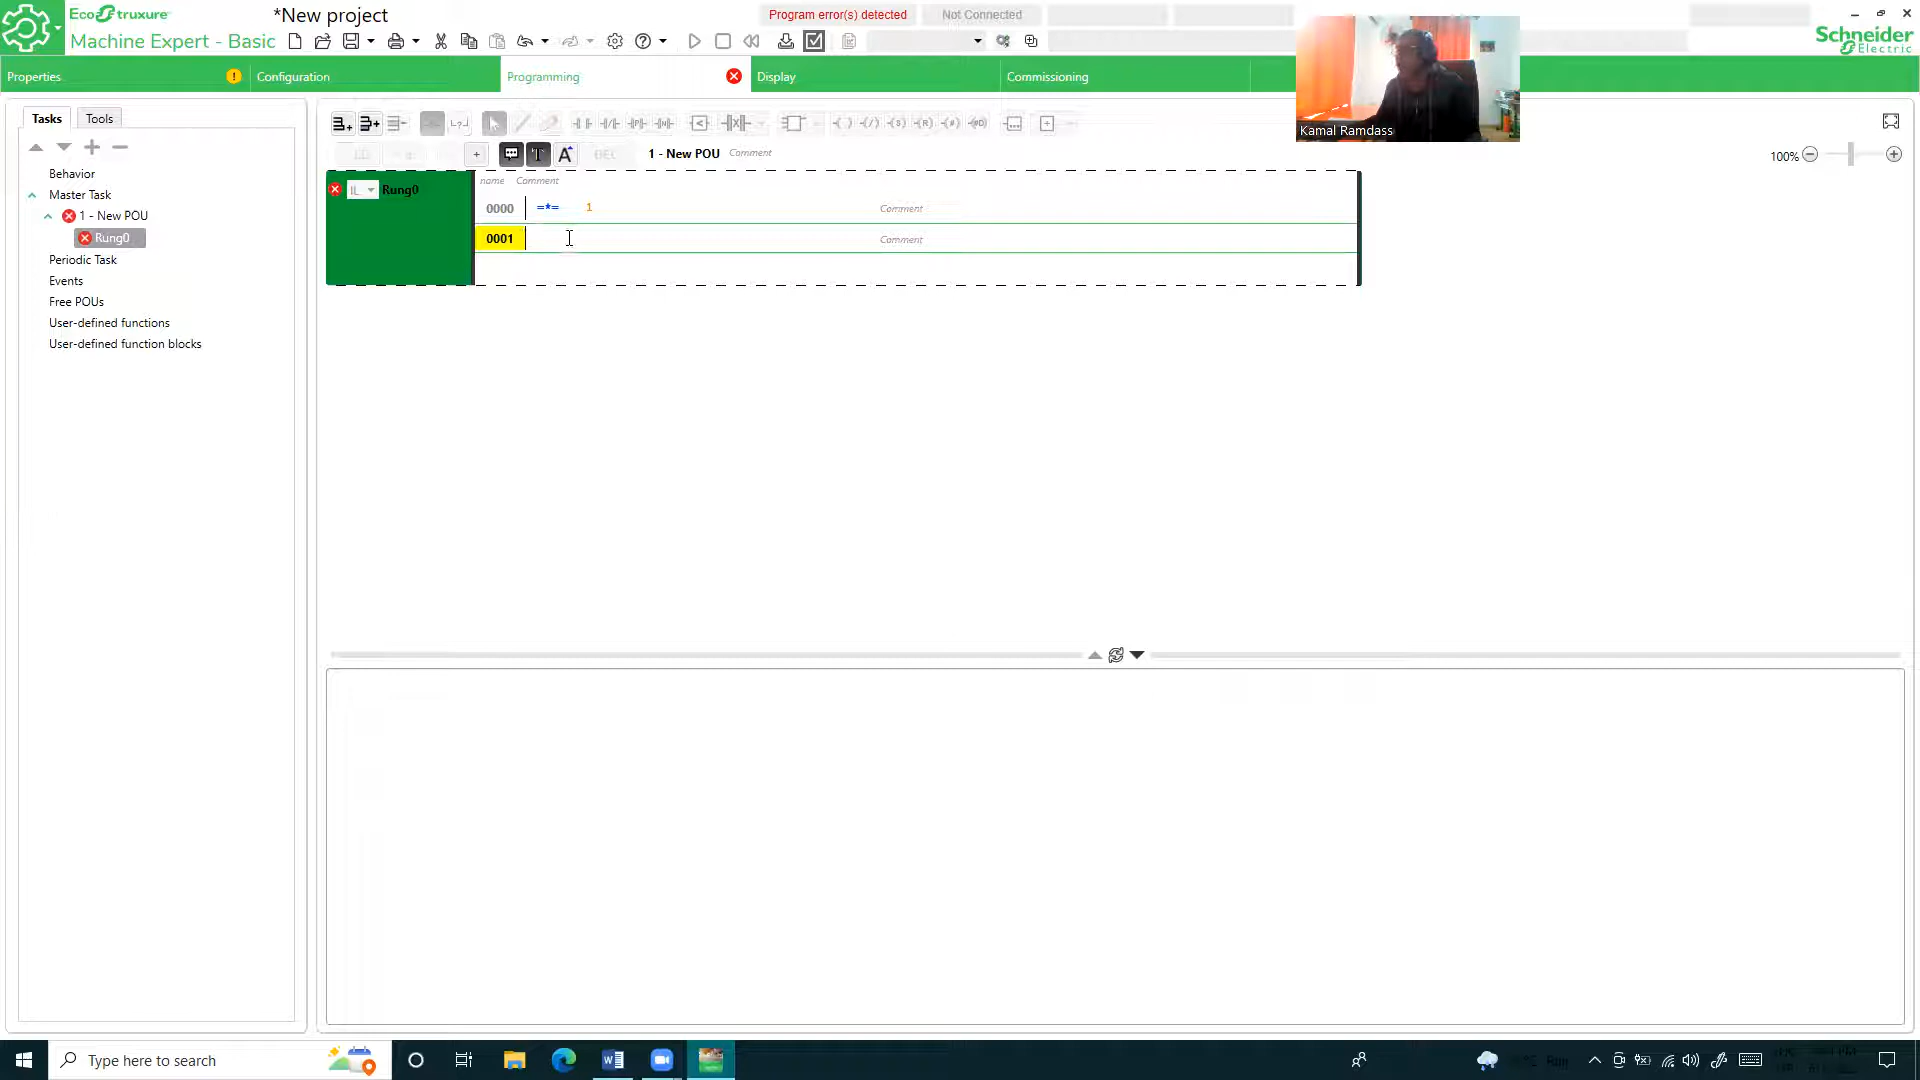 EcoStruxure
Machine Expert - Basic
*New project
Program error(s) detected
Not Connected
Schneider
Electric
Properties
Configuration
Programming
Display
Commissioning
Kamal Ramdass
Tasks
Tools
Behavior
Master Task
1 - New POU
Rung0
Periodic Task
Events
Free POUs
User-defined functions
User-defined function blocks
1 - New POU Comment
100%
IL Rung0
name Comment
0000 =*= 1 Comment
0001 Comment
Type here to search